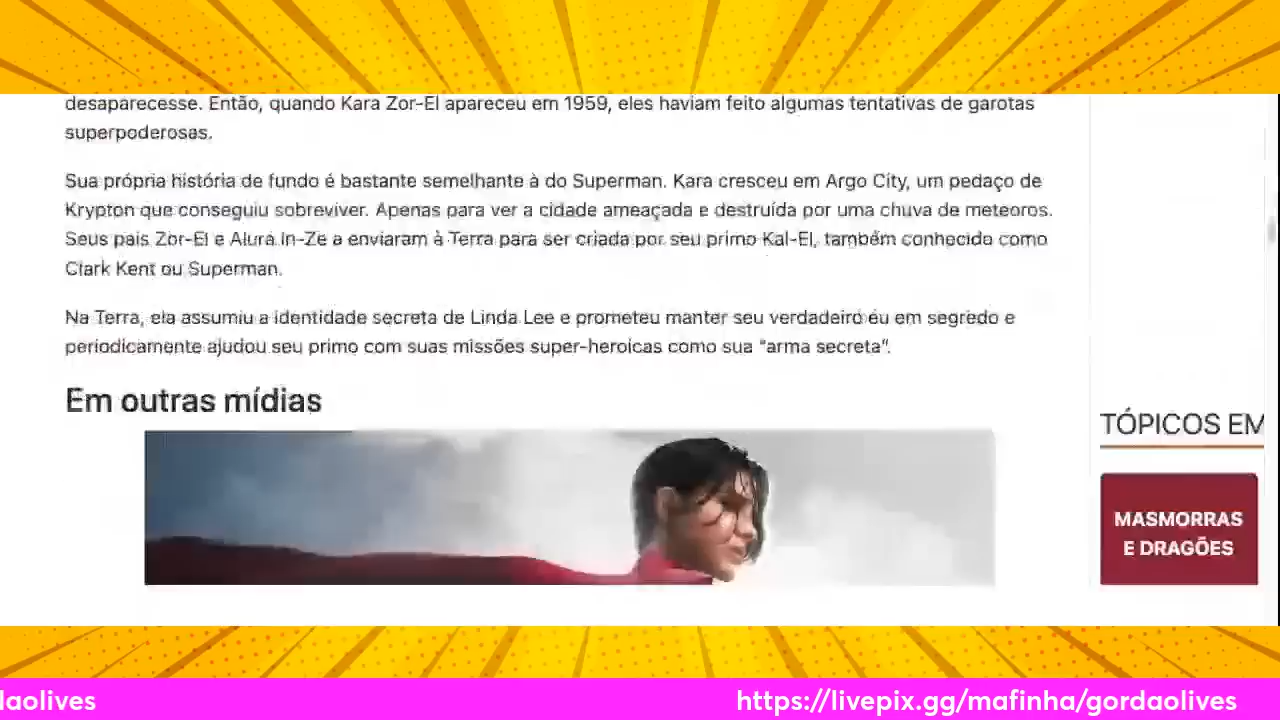 desaparecesse. Então, quando Kara Zor-El apareceu em 1959, eles haviam feito algumas tentativas de garotas
superpoderosas.
Sua própria história de fundo é bastante semelhante à do Superman. Kara cresceu em Argo City, um pedaço de
Krypton que conseguiu sobreviver. Apenas para ver a cidade ameaçada e destruída por uma chuva de meteoros.
Seus pais Zor-El e Alura In-Ze a enviaram à Terra para ser criada por seu primo Kal-El, também conhecido como
Clark Kent ou Superman.
Na Terra, ela assumiu a identidade secreta de Linda Lee e prometeu manter seu verdadeiro eu em segredo e
periodicamente ajudou seu primo com suas missões super-heroicas como sua “arma secreta”.
Em outras mídias
TÓPICOS EM
MASMORRAS
E DRAGÕES
daolives
https://livepix.gg/mafinha/gordaolives